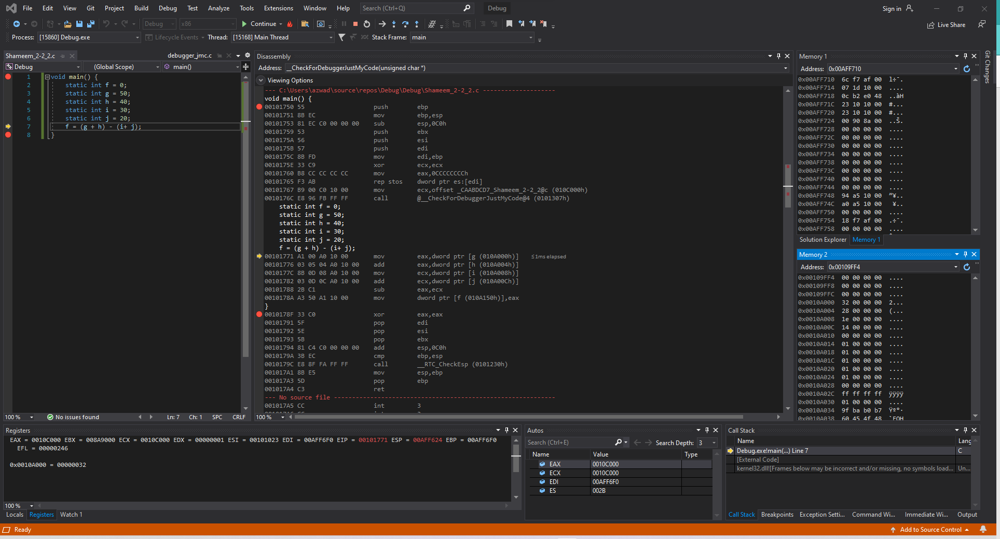 File Edit View Git Project Build Debug Test Analyze Tools Extensions Window Help Search (Ctrl+Q) Debug Sign in
Debug x86 Continue Live Share
Process: [15860] Debug.exe Lifecycle Events Thread: [15168] Main Thread Stack Frame: main
Shameem_2-2_2.c debugger_jmc.c
Debug (Global Scope) main()
1 void main() {
2 static int f = 0;
3 static int g = 50;
4 static int h = 40;
5 static int i = 30;
6 static int j = 20;
7 f = (g + h) - (i+ j);
8 }
100 % No issues found Ln: 7 Ch: 1 SPC CRLF
Disassembly
Address: __CheckForDebuggerJustMyCode(unsigned char *)
Viewing Options
--- C:\Users\azwad\source\repos\Debug\Debug\Shameem_2-2_2.c --------------------
void main() {
00101750 55 push ebp
00101751 8B EC mov ebp,esp
00101753 81 EC C0 00 00 00 sub esp,0C0h
00101759 53 push ebx
0010175A 56 push esi
0010175B 57 push edi
0010175C 8B FD mov edi,ebp
0010175E 33 C9 xor ecx,ecx
00101760 B8 CC CC CC CC mov eax,0CCCCCCCCh
00101765 F3 AB rep stos dword ptr es:[edi]
00101767 B9 00 C0 10 00 mov ecx,offset _CAABDCD7_Shameem_2-2_2@c (010C000h)
0010176C E8 96 FB FF FF call @__CheckForDebuggerJustMyCode@4 (0101307h)
static int f = 0;
static int g = 50;
static int h = 40;
static int i = 30;
static int j = 20;
f = (g + h) - (i+ j);
00101771 A1 00 A0 10 00 mov eax,dword ptr [g (010A000h)] ≤1ms elapsed
00101776 03 05 04 A0 10 00 add eax,dword ptr [h (010A004h)]
0010177C 8B 0D 08 A0 10 00 mov ecx,dword ptr [i (010A008h)]
00101782 03 0D 0C A0 10 00 add ecx,dword ptr [j (010A00Ch)]
00101788 2B C1 sub eax,ecx
0010178A A3 50 A1 10 00 mov dword ptr [f (010A150h)],eax
}
0010178F 33 C0 xor eax,eax
00101791 5F pop edi
00101792 5E pop esi
00101793 5B pop ebx
00101794 81 C4 C0 00 00 00 add esp,0C0h
0010179A 3B EC cmp ebp,esp
0010179C E8 8F FA FF FF call __RTC_CheckEsp (0101230h)
001017A1 8B E5 mov esp,ebp
001017A3 5D pop ebp
001017A4 C3 ret
--- No source file -------------------------------------------------------------
001017A5 CC int 3
100 %
Memory 1
Address: 0x00AFF710
0x00AFF710 6c f7 af 00 l÷¯.
0x00AFF714 07 1d 10 00 ....
0x00AFF718 0c b2 e0 48 ..àH
0x00AFF71C 23 10 10 00 #...
0x00AFF720 23 10 10 00 #...
0x00AFF724 00 90 8a 00 ..Š.
0x00AFF728 00 00 00 00 ....
0x00AFF72C 00 00 00 00 ....
0x00AFF730 00 00 00 00 ....
0x00AFF734 00 00 00 00 ....
0x00AFF738 00 00 00 00 ....
0x00AFF73C 00 00 00 00 ....
0x00AFF740 00 00 00 00 ....
0x00AFF744 00 00 00 00 ....
0x00AFF748 94 a5 10 00 ”¥..
0x00AFF74C a0 a5 10 00 ¥..
0x00AFF750 00 00 00 00 ....
0x00AFF754 18 f7 af 00 .÷¯.
0x00AFF758 00 00 00 00 ....
Solution Explorer Memory 1
Git Changes
Memory 2
Address: 0x00109FF4
0x00109FF4 00 00 00 00 ....
0x00109FF8 00 00 00 00 ....
0x00109FFC 00 00 00 00 ....
0x0010A000 32 00 00 00 2...
0x0010A004 28 00 00 00 (...
0x0010A008 1e 00 00 00 ....
0x0010A00C 14 00 00 00 ....
0x0010A010 00 00 00 00 ....
0x0010A014 01 00 00 00 ....
0x0010A018 01 00 00 00 ....
0x0010A01C 01 00 00 00 ....
0x0010A020 01 00 00 00 ....
0x0010A024 01 00 00 00 ....
0x0010A028 00 00 00 00 ....
0x0010A02C ff ff ff ff ÿÿÿÿ
0x0010A030 01 00 00 00 ....
0x0010A034 9f ba b0 b7 Ÿº°·
0x0010A038 60 45 4f 48 `EOH
Registers
EAX = 0010C000 EBX = 008A9000 ECX = 0010C000 EDX = 00000001 ESI = 00101023 EDI = 00AFF6F0 EIP = 00101771 ESP = 00AFF624 EBP = 00AFF6F0
EFL = 00000246
0x0010A000 = 00000032
100 %
Locals Registers Watch 1
Autos
Search (Ctrl+E) Search Depth: 3
Name Value Type
EAX 0010C000
ECX 0010C000
EDI 00AFF6F0
ES 002B
Call Stack
Name Lang
Debug.exe!main(...) Line 7 C
[External Code]
kernel32.dll![Frames below may be incorrect and/or missing, no symbols load... Un...
Call Stack Breakpoints Exception Setti... Command Wi... Immediate Wi... Output
Ready Add to Source Control